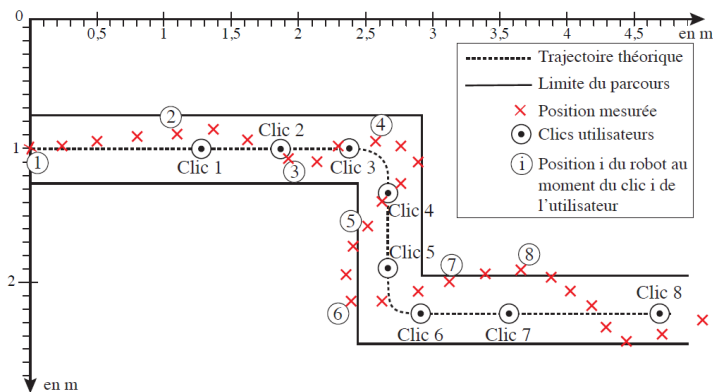 0 0,5 1 1,5 2 2,5 3 3,5 4 4,5
en m
Trajectoire théorique
Limite du parcours
Position mesurée
Clics utilisateurs
i Position i du robot au
moment du clic i de
l'utilisateur
2 4
Clic 2
1
1
Clic 1
3
Clic 3
Clic 4
5
Clic 5
7 8
2
Clic 8
6
Clic 6
Clic 7
en m